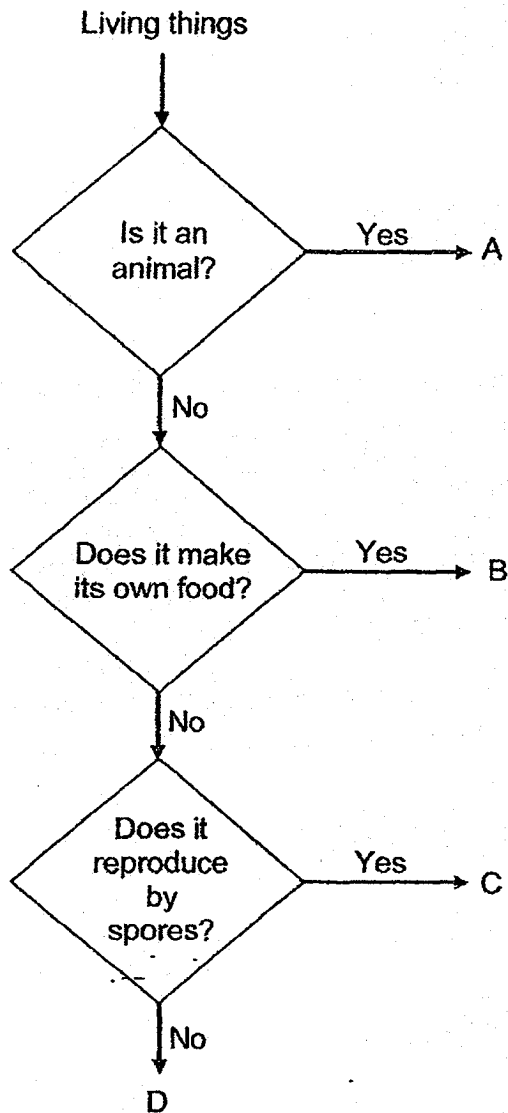 Living things
Is it an
animal?
Yes
A
No
Does it make
its own food?
Yes
B
No
Does it
reproduce
by
spores?
Yes
C
No
D